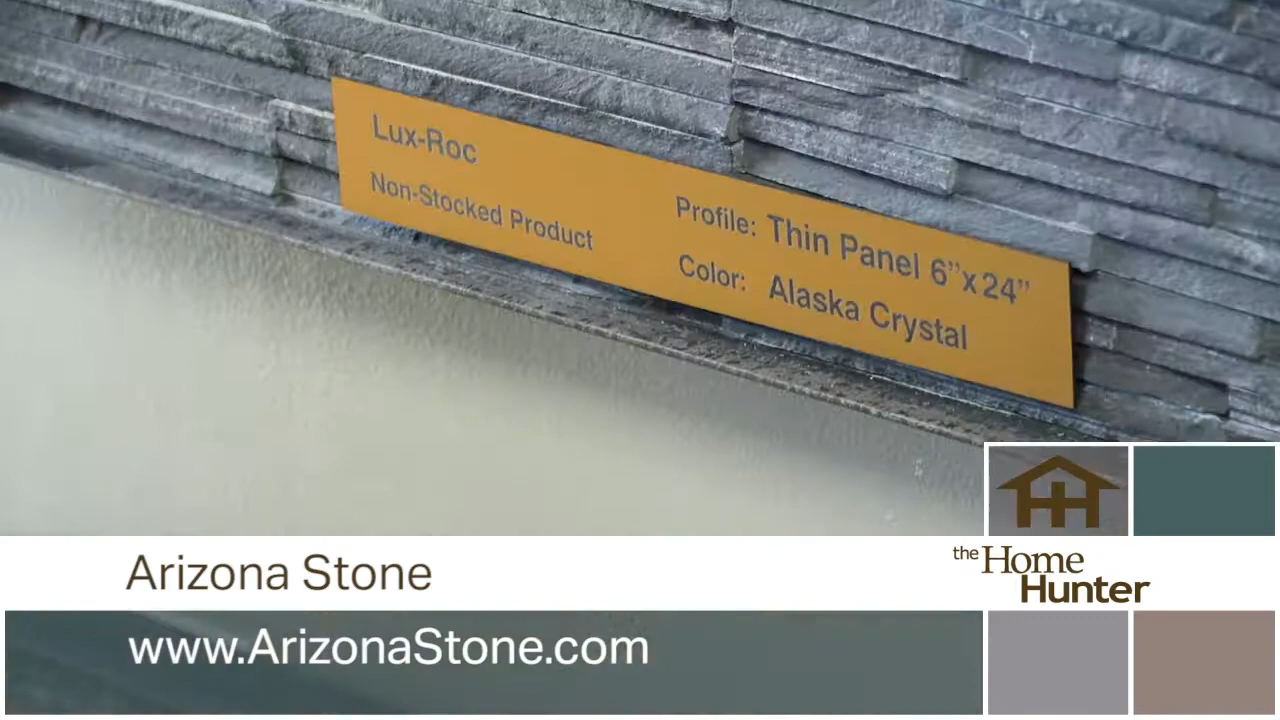 Lux-Roc
Non-Stocked Product
Profile: Thin Panel 6”x24”
Color: Alaska Crystal
Arizona Stone
www.ArizonaStone.com
the Home
Hunter